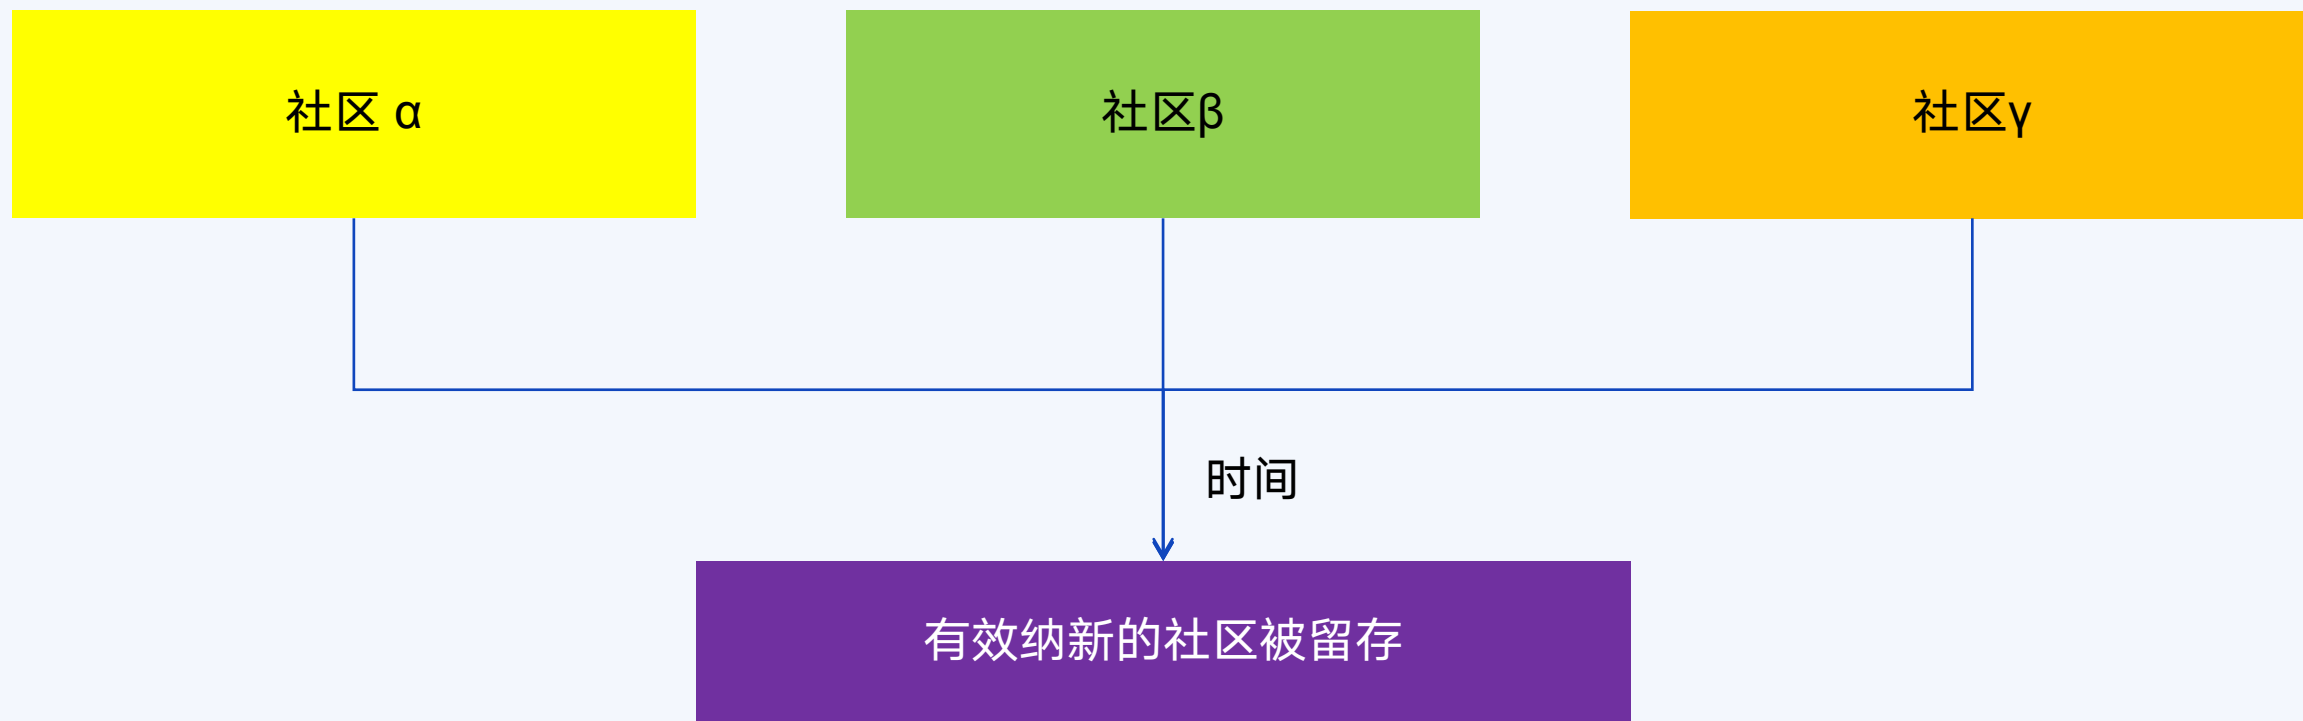 社区 α
社区β
社区γ
时间
有效纳新的社区被留存